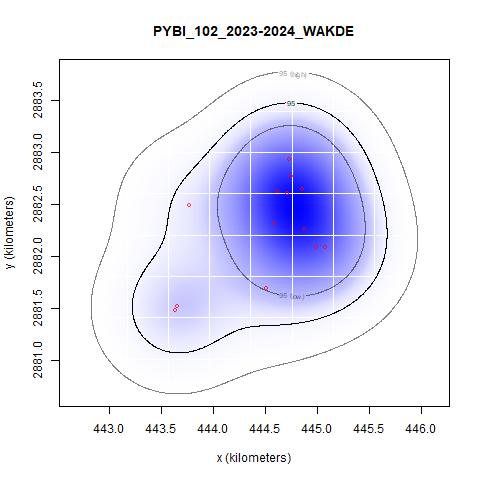 PYBI_102_2023-2024_WAKDE
95 (high)
95
95 (low)
2883.5
2883.0
2882.5
2882.0
2881.5
2881.0
y (kilometers)
443.0 443.5 444.0 444.5 445.0 445.5 446.0
x (kilometers)